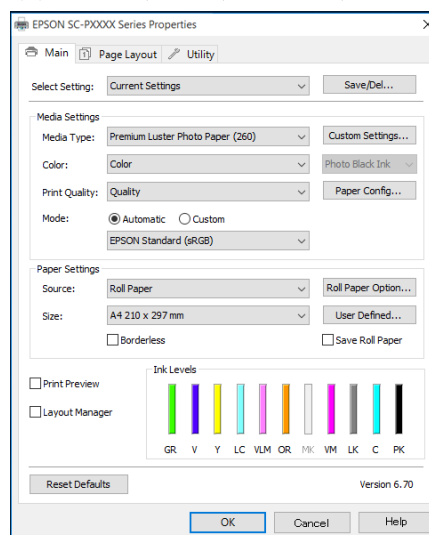 EPSON SC-PXXXX Series Properties
Main Page Layout Utility
Select Setting: Current Settings Save/Del...
Media Settings
Media Type: Premium Luster Photo Paper (260) Custom Settings...
Color: Color Photo Black Ink
Print Quality: Quality Paper Config...
Mode: Automatic Custom
EPSON Standard (sRGB)
Paper Settings
Source: Roll Paper Roll Paper Option...
Size: A4 210 x 297 mm User Defined...
Borderless Save Roll Paper
Ink Levels
Print Preview
Layout Manager
GR V Y LC VLM OR MK VM LK C PK
Reset Defaults Version 6.70
OK Cancel Help